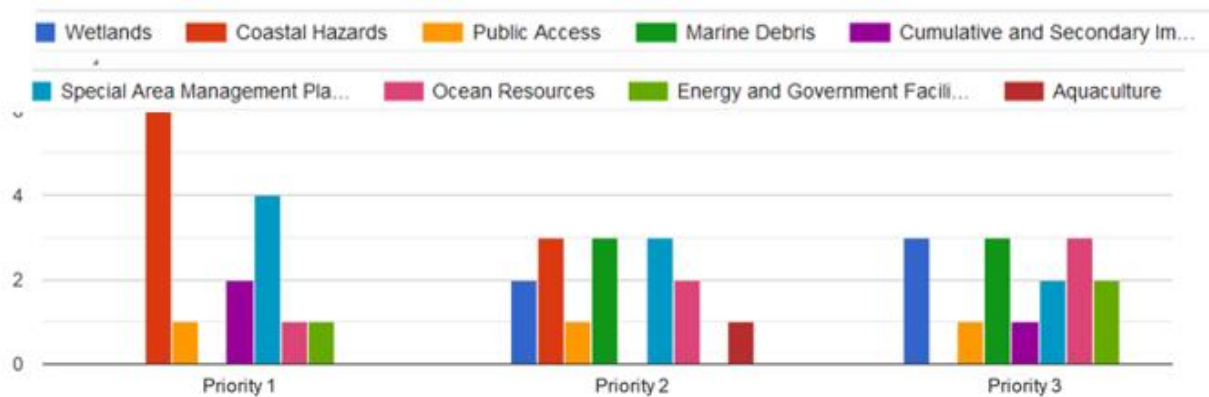 Wetlands Coastal Hazards Public Access Marine Debris Cumulative and Secondary Im...
Special Area Management Pla... Ocean Resources Energy and Government Facili... Aquaculture
4
2
0
Priority 1 Priority 2 Priority 3